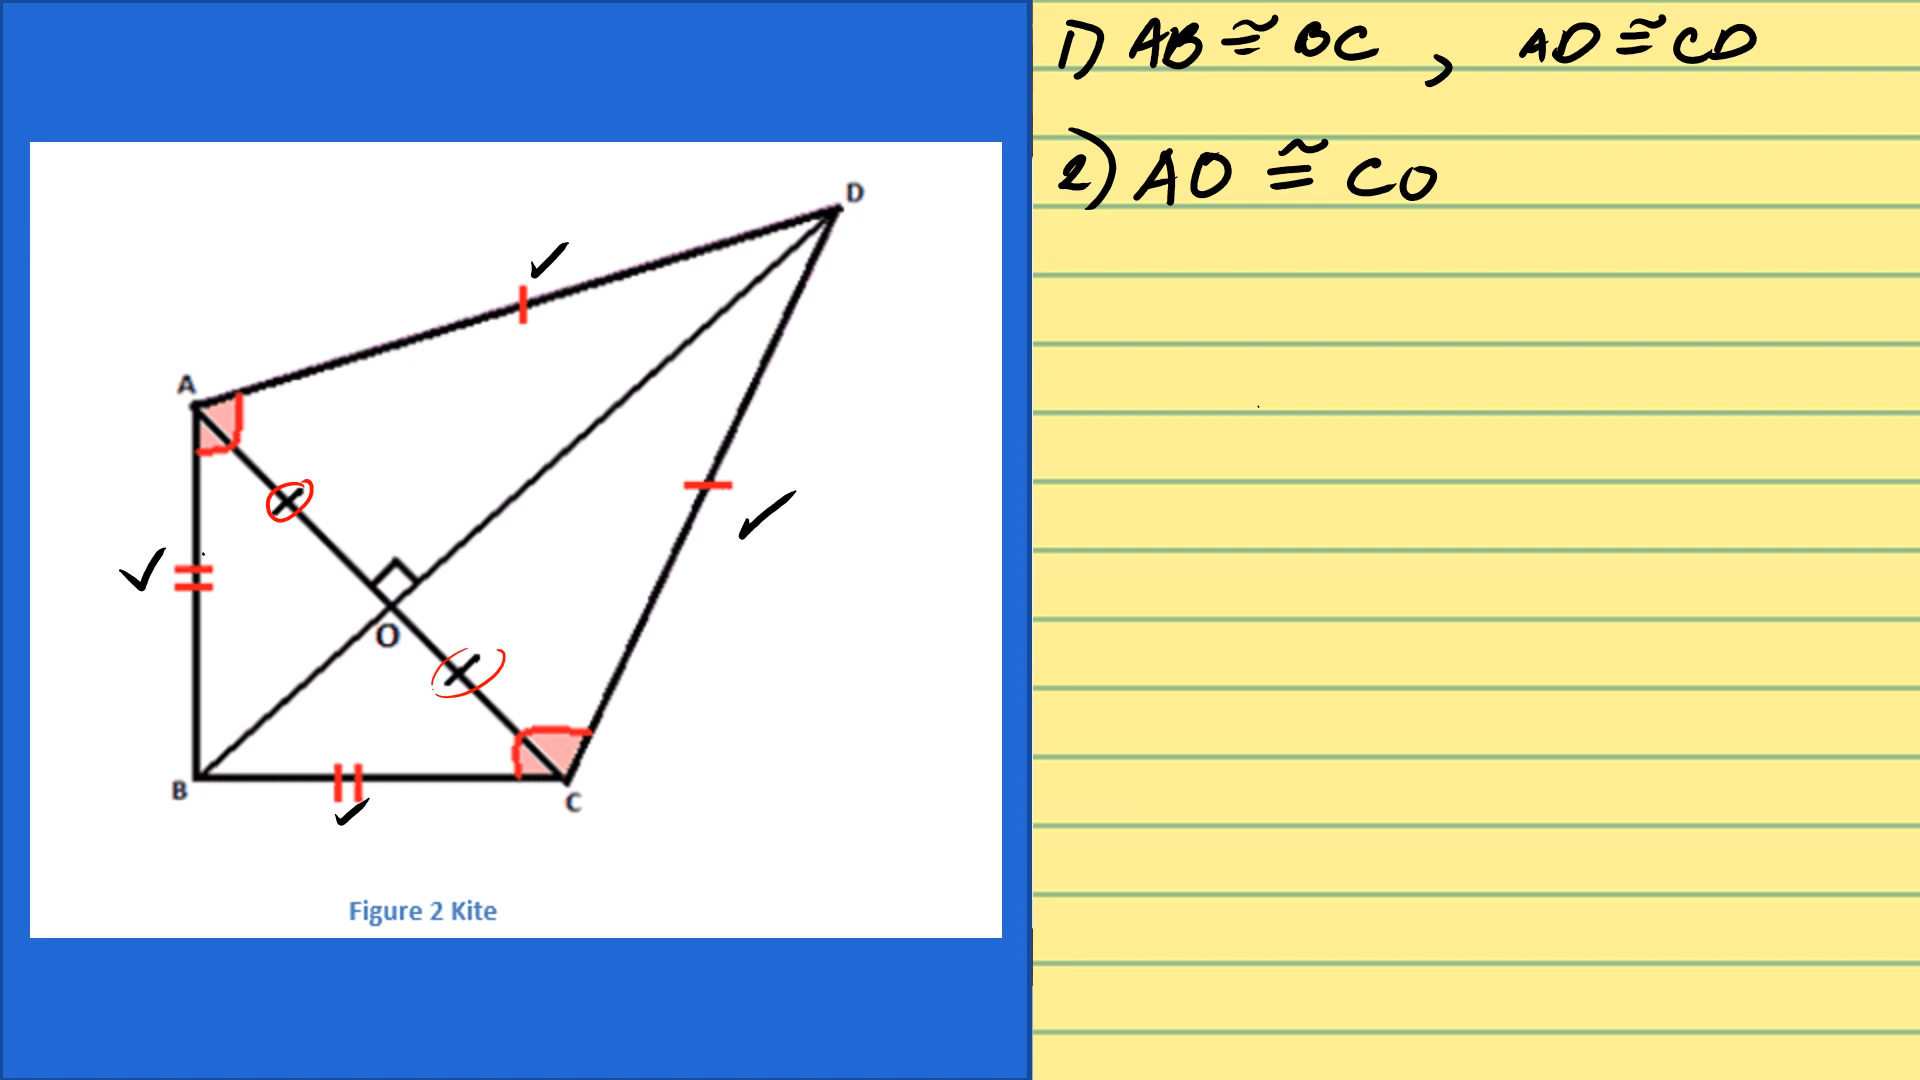 1) AB ≅ BC , AD ≅ CD
2) AO ≅ CO
D
A
O
B
C
Figure 2 Kite